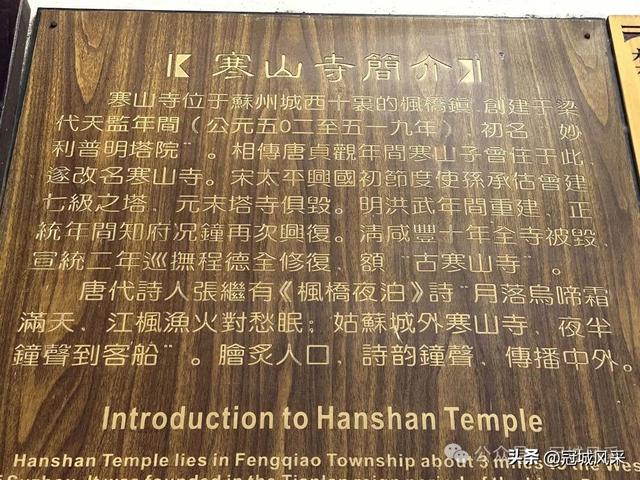 寒山寺簡介
寒山寺位于蘇州城西十裏的楓橋鎮,創建于梁
代天監年間(公元五0二至五一九年),初名"妙
利普明塔院"。相傳唐貞觀年間寒山子曾住于此,
遂改名寒山寺。宋太平興國初節度使孫承估曾建
七級之塔,元末塔寺俱毀。明洪武年間重建,正
統年間知府况鐘再次興復。清咸豐十年全寺被毀,
宣統二年巡撫程德全修復,額"古寒山寺"。
唐代詩人張繼有《楓橋夜泊》詩"月落烏啼霜
滿天,江楓漁火對愁眠;姑蘇城外寒山寺,夜半
鐘聲到客船"。膾炙人口,詩韵鐘聲,傳播中外。
Introduction to Hanshan Temple
Hanshan Temple lies in Fengqiao Township about 3 miles to the Wes
头条 @冠城风采